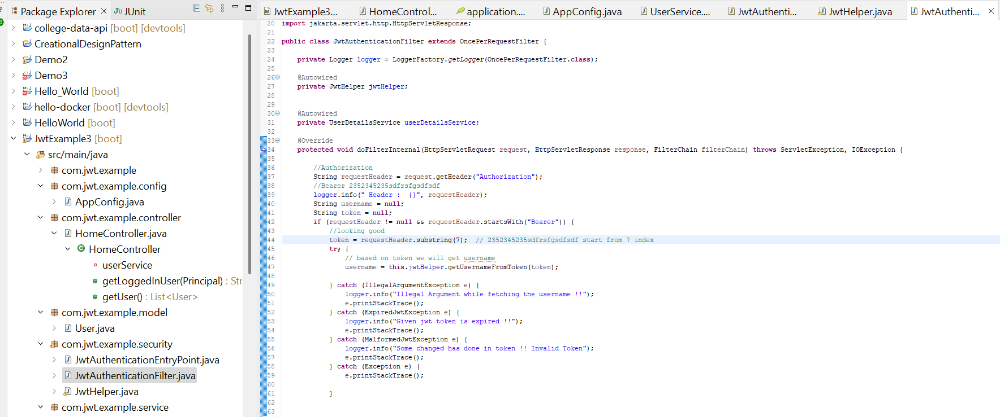 Package Explorer
JUnit
college-data-api [boot] [devtools]
CreationalDesignPattern
Demo2
Demo3
Hello_World [boot]
hello-docker [boot] [devtools]
HelloWorld [boot]
JwtExample3 [boot]
src/main/java
com.jwt.example
com.jwt.example.config
AppConfig.java
com.jwt.example.controller
HomeController.java
HomeController
userService
getLoggedInUser(Principal) : Str
getUser() : List<User>
com.jwt.example.model
User.java
com.jwt.example.security
JwtAuthenticationEntryPoint.java
JwtAuthenticationFilter.java
JwtHelper.java
com.jwt.example.service
JwtExample3...
HomeControl...
application....
AppConfig.java
UserService....
JwtAuthenti...
JwtHelper.java
JwtAuthenti...
20 import jakarta.servlet.http.HttpServletResponse;
21
22 public class JwtAuthenticationFilter extends OncePerRequestFilter {
23
24 private Logger logger = LoggerFactory.getLogger(OncePerRequestFilter.class);
25
26 @Autowired
27 private JwtHelper jwtHelper;
28
29
30 @Autowired
31 private UserDetailsService userDetailsService;
32
33 @Override
34 protected void doFilterInternal(HttpServletRequest request, HttpServletResponse response, FilterChain filterChain) throws ServletException, IOException {
35
36 //Authorization
37 String requestHeader = request.getHeader("Authorization");
38 //Bearer 2352345235sdfrsfgsdfsdf
39 logger.info(" Header :  {}", requestHeader);
40 String username = null;
41 String token = null;
42 if (requestHeader != null && requestHeader.startsWith("Bearer")) {
43 //looking good
44 token = requestHeader.substring(7);  // 2352345235sdfrsfgsdfsdf start from 7 index
45 try {
46 // based on token we will get username
47 username = this.jwtHelper.getUsernameFromToken(token);
48
49 } catch (IllegalArgumentException e) {
50 logger.info("Illegal Argument while fetching the username !!");
51 e.printStackTrace();
52 } catch (ExpiredJwtException e) {
53 logger.info("Given jwt token is expired !!");
54 e.printStackTrace();
55 } catch (MalformedJwtException e) {
56 logger.info("Some changed has done in token !! Invalid Token");
57 e.printStackTrace();
58 } catch (Exception e) {
59 e.printStackTrace();
60
61 }
62
63